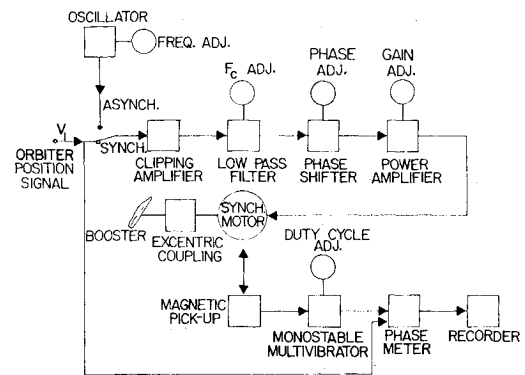 OSCILLATOR
FREQ. ADJ.
F_C ADJ.
PHASE
ADJ.
GAIN
ADJ.
ASYNCH.
V_I
SYNCH.
ORBITER
POSITION
SIGNAL
CLIPPING
AMPLIFIER
LOW PASS
FILTER
PHASE
SHIFTER
POWER
AMPLIFIER
SYNCH.
MOTOR
BOOSTER
EXCENTRIC
COUPLING
DUTY CYCLE
ADJ.
MAGNETIC
PICK-UP
MONOSTABLE
MULTIVIBRATOR
PHASE
METER
RECORDER